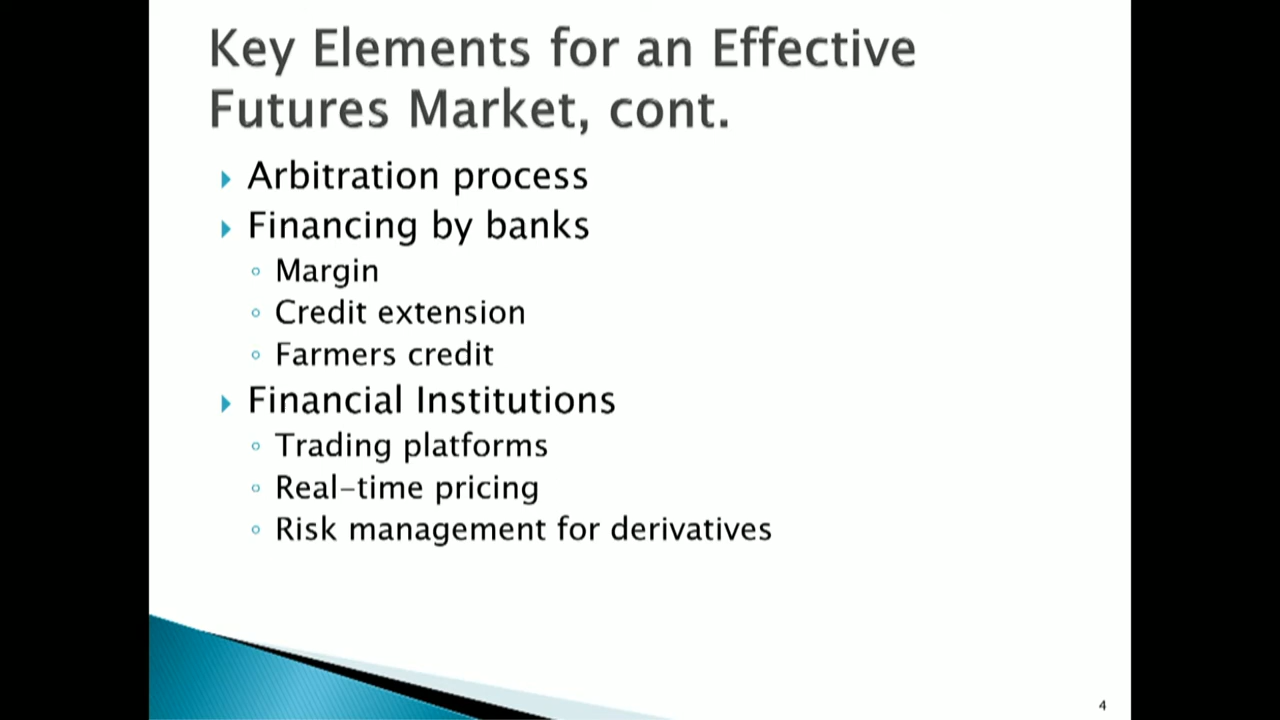 Key Elements for an Effective
Futures Market, cont.
Arbitration process
Financing by banks
Margin
Credit extension
Farmers credit
Financial Institutions
Trading platforms
Real-time pricing
Risk management for derivatives
4